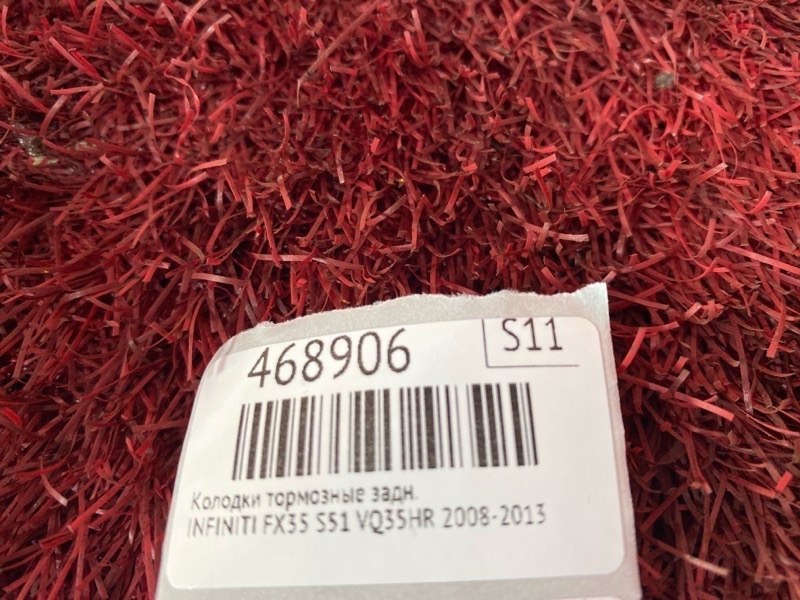 468906 S11
Колодки тормозные задн.
INFINITI FX35 S51 VQ35HR 2008-2013